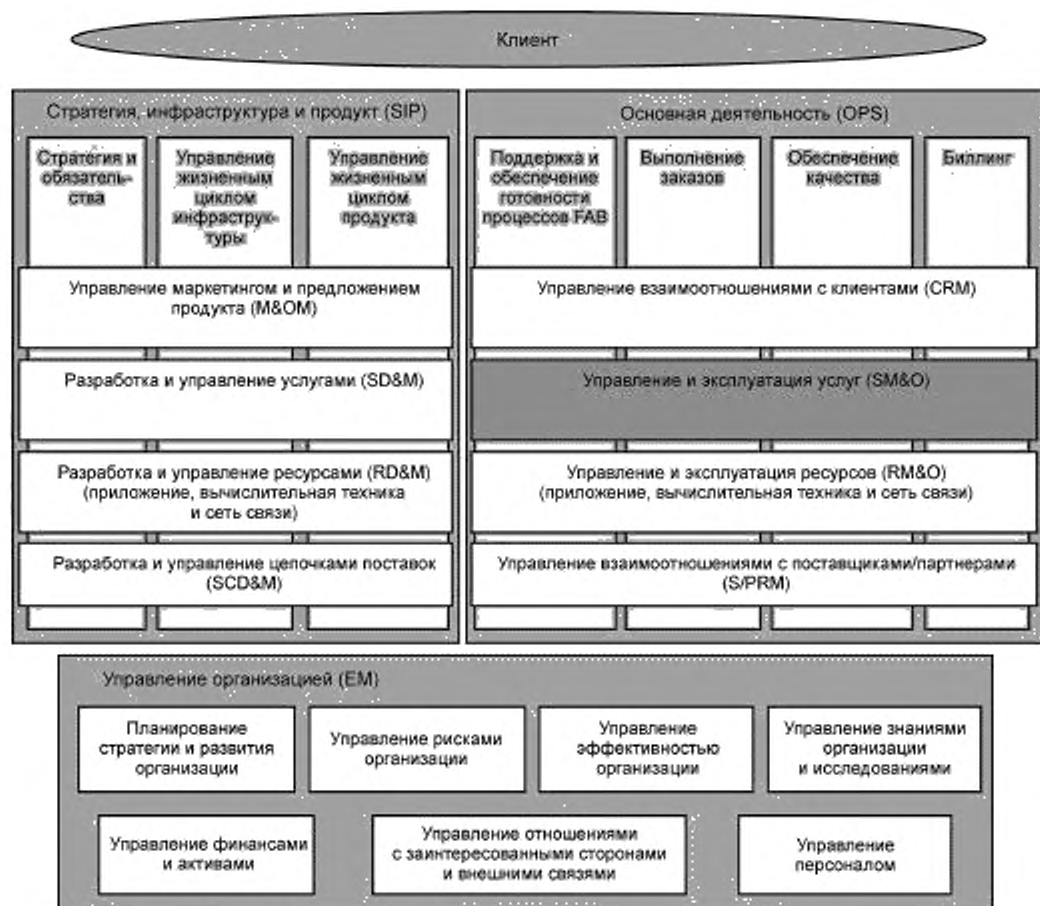 Клиент
Стратегия, инфраструктура и продукт (SIP)
Стратегия и
обязатель-
ства
Управление
жизненным
циклом
инфраструк-
туры
Управление
жизненным
циклом
продукта
Управление маркетингом и предложением
продукта (M&OM)
Разработка и управление услугами (SD&M)
Разработка и управление ресурсами (RD&M)
(приложение, вычислительная техника
и сеть связи)
Разработка и управление цепочками поставок
(SCD&M)
Основная деятельность (OPS)
Поддержка и
обеспечение
готовности
процессов FAB
Выполнение
заказов
Обеспечение
качества
Биллинг
Управление взаимоотношениями с клиентами (CRM)
Управление и эксплуатация услуг (SM&O)
Управление и эксплуатация ресурсов (RM&O)
(приложение, вычислительная техника и сеть связи)
Управление взаимоотношениями с поставщиками/партнерами
(S/PRM)
Управление организацией (EM)
Планирование
стратегии и развития
организации
Управление рисками
организации
Управление
эффективностью
организации
Управление знаниями
организации
и исследованиями
Управление финансами
и активами
Управление отношениями
с заинтересованными сторонами
и внешними связями
Управление
персоналом